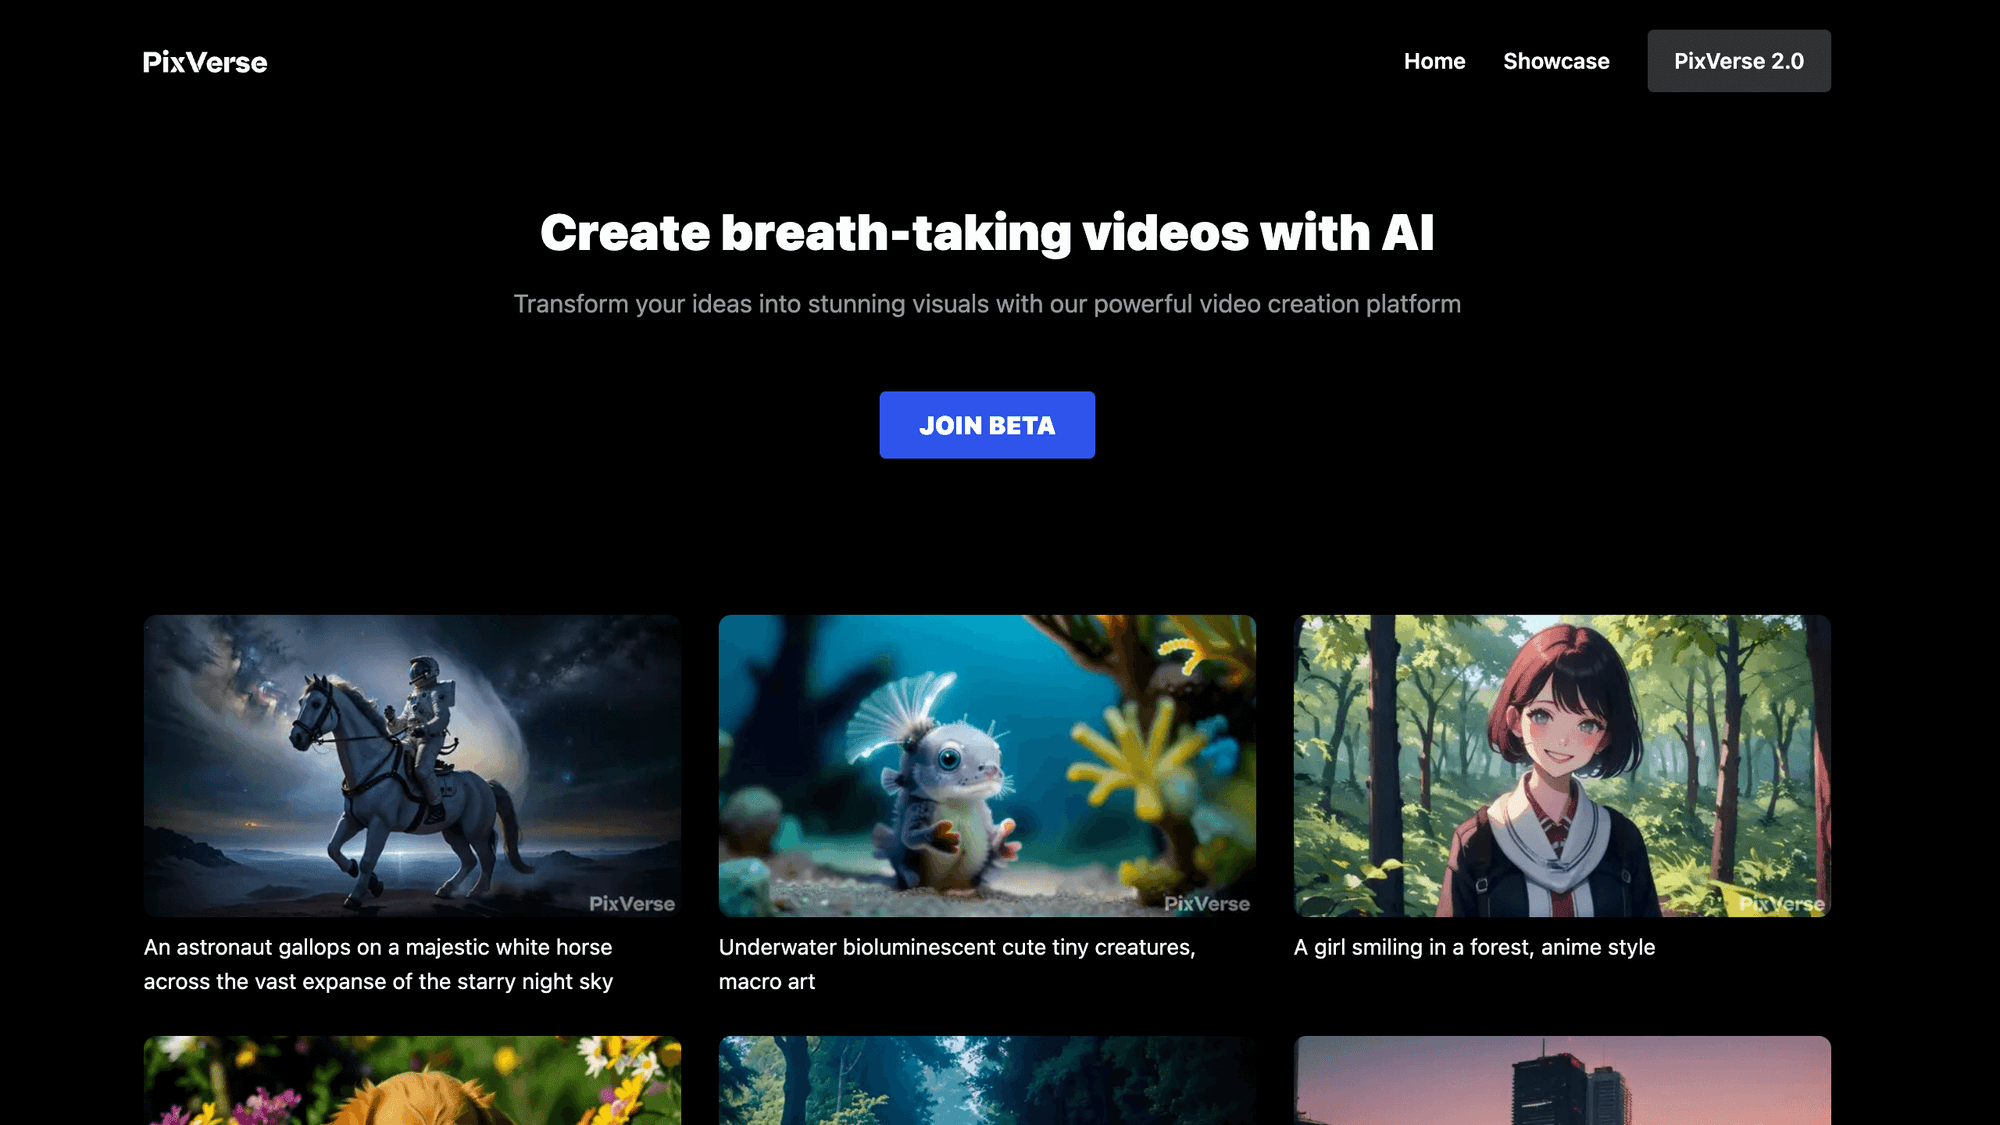 PixVerse
Home
Showcase
PixVerse 2.0
Create breath-taking videos with AI
Transform your ideas into stunning visuals with our powerful video creation platform
JOIN BETA
PixVerse
PixVerse
PixVerse
An astronaut gallops on a majestic white horse
across the vast expanse of the starry night sky
Underwater bioluminescent cute tiny creatures,
macro art
A girl smiling in a forest, anime style